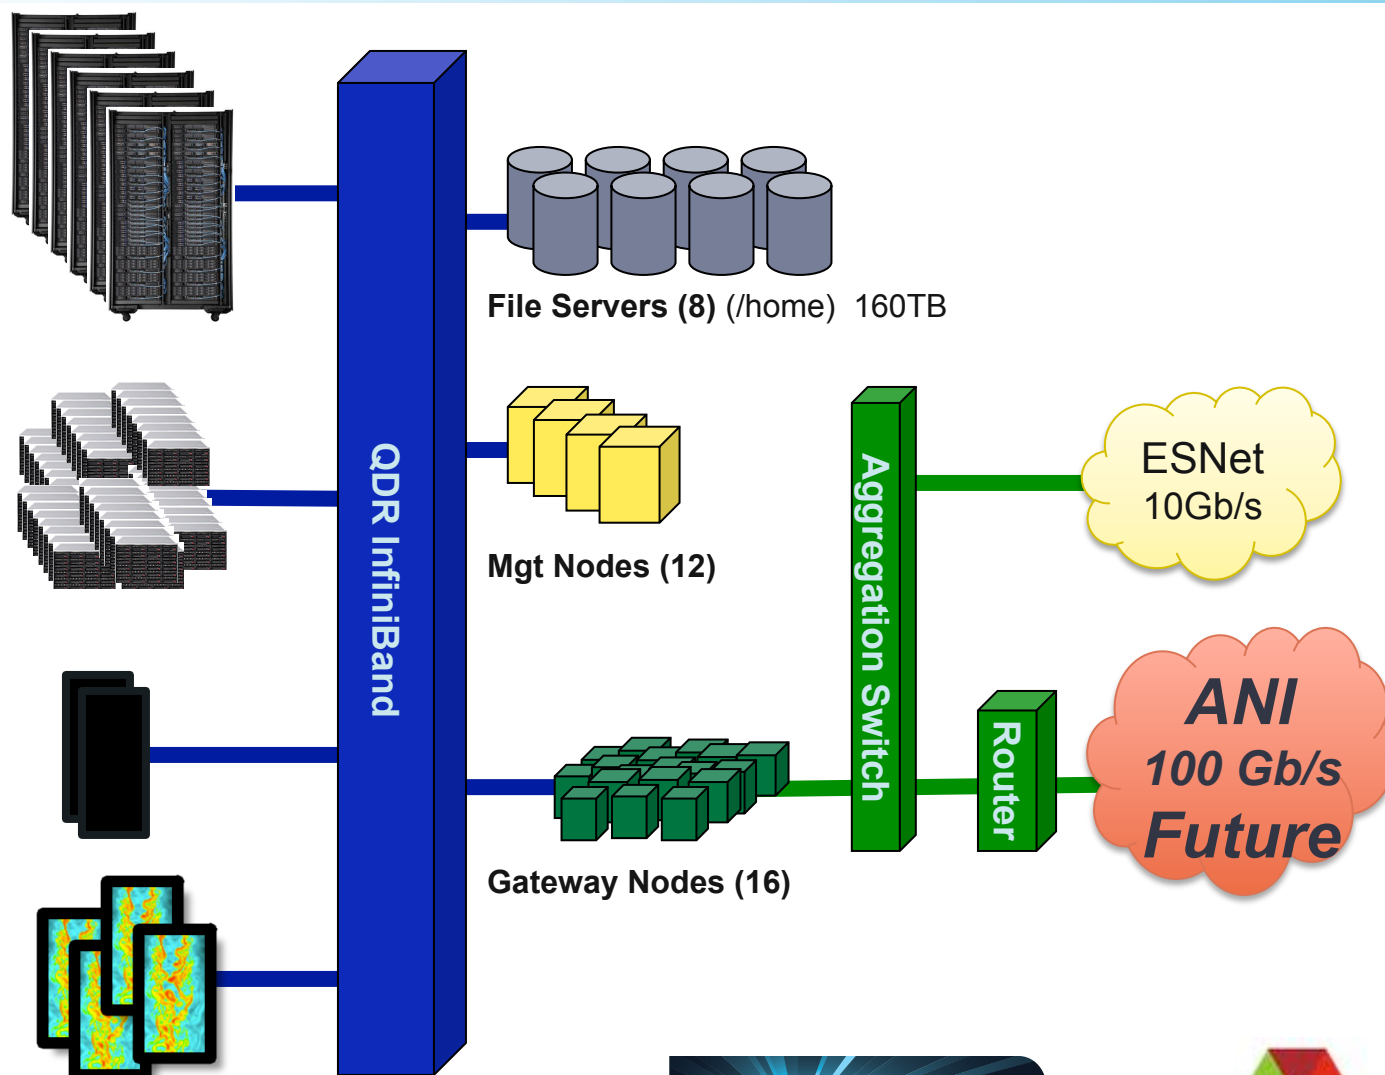 File Servers (8) (/home)  160TB
QDR InfiniBand
Mgt Nodes (12)
Aggregation Switch
ESNet
10Gb/s
Router
ANI
100 Gb/s
Future
Gateway Nodes (16)